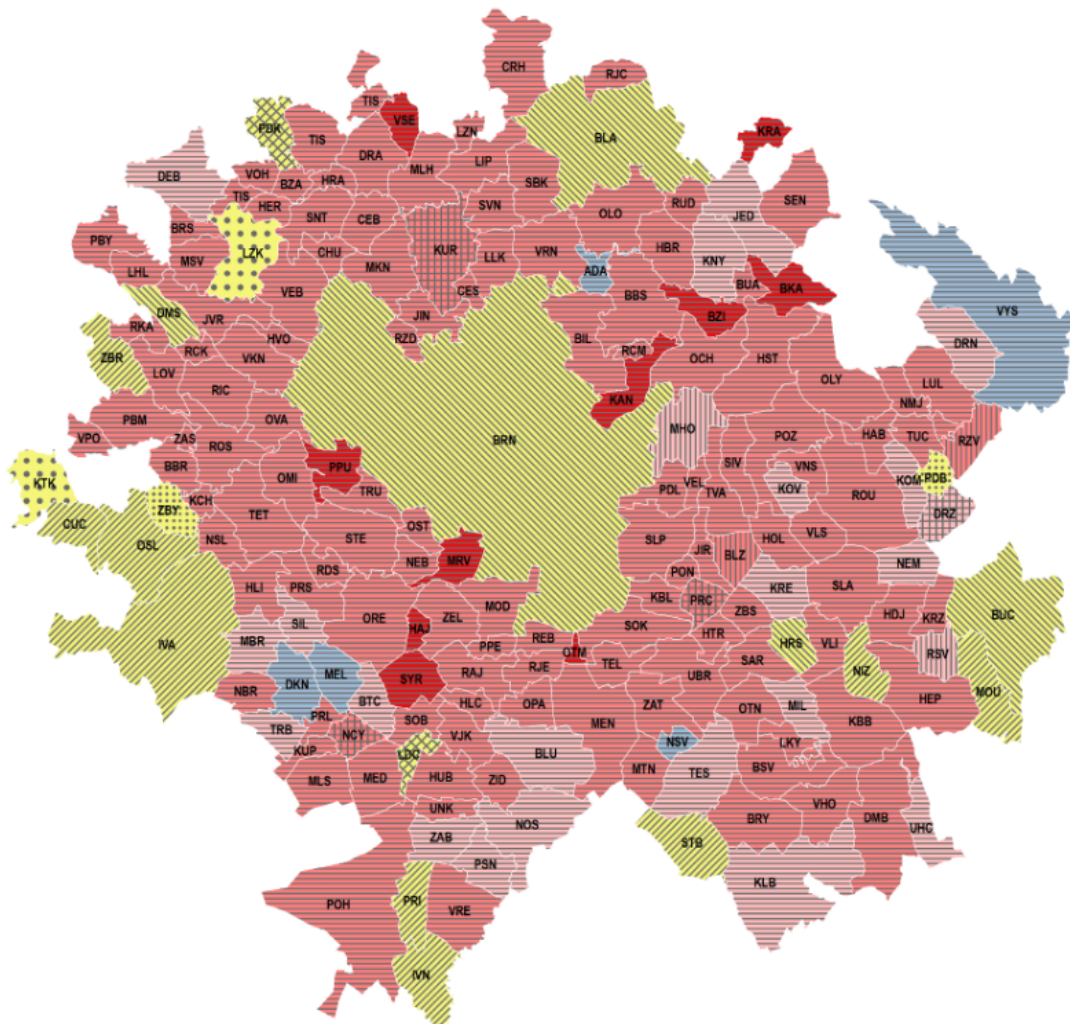 CRH
RJC
TIS
VSE
PBK
LZN
KRA
BLA
TIS
DRA
LIP
MLH
DEB
VOH
BZA
HRA
SBK
TIS
HER
SNT
CEB
SVN
OLO
RUD
SEN
JED
BRS
PBY
MSV
LZK
CHU
KUR
LLK
VRN
HBR
KNY
LHL
MKN
ADA
BUA
BKA
VEB
CES
BBS
VYS
DMS
JVR
JIN
BZI
RKA
HVO
RZD
BIL
RCM
OCH
HST
DRN
ZBR
RCK
VKN
LOV
RIC
OLY
LUL
KAN
NMJ
PBM
OVA
MHO
VPO
ZAS
ROS
BRN
POZ
HAB
TUC
RZV
BBR
PPU
SIV
VNS
KTK
OMI
VEL
KOV
KOM
PDB
KCH
TRU
PDL
TVA
ROU
ZBY
TET
DRZ
CUC
OST
OSL
NSL
STE
SLP
HOL
VLS
JIR
BLZ
NEB
MRV
RDS
PON
NEM
HLI
PRS
KRE
SLA
KBL
PRC
MOD
ZBS
HDJ
KRZ
BUC
ORE
ZEL
SIL
HAJ
SOK
MBR
REB
HTR
HRS
VLI
IVA
PPE
OTM
RSV
SAR
RAJ
RJE
TEL
NIZ
MEL
SYR
UBR
DKN
NBR
MOU
BTC
HLC
OPA
ZAT
OTN
MIL
HEP
PRL
SOB
TRB
MEN
KBB
NCY
VJK
NSV
LKY
KUP
LDC
BLU
MTN
BSV
TES
MLS
MED
HUB
ZID
UNK
VHO
NOS
BRY
DMB
UHC
ZAB
STB
PSN
KLB
POH
PRI
VRE
IVN